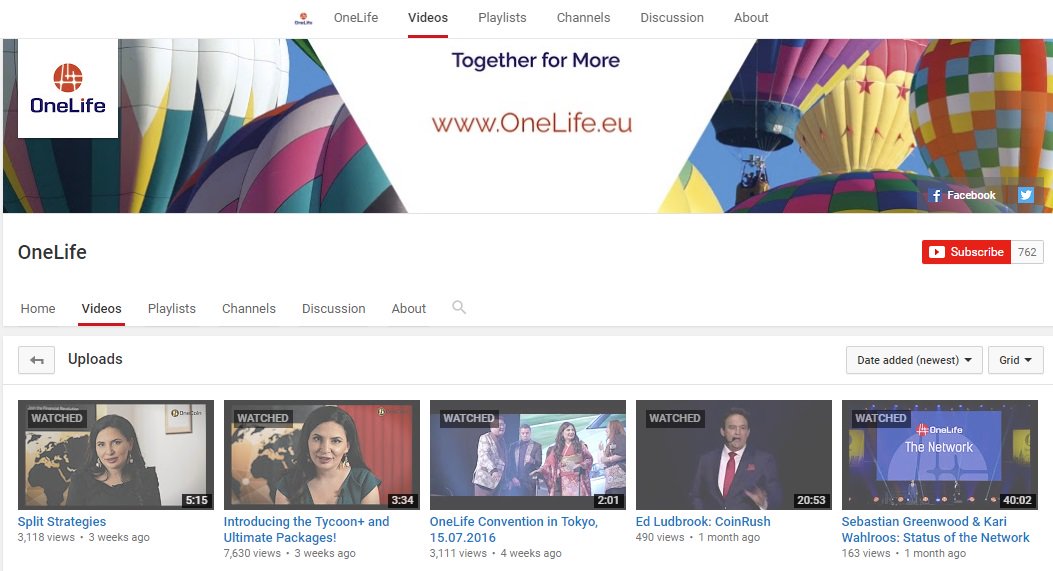 OneLife
OneLife Videos Playlists Channels Discussion About
OneLife
Together for More
www.OneLife.eu
Facebook
OneLife
Subscribe 762
Home Videos Playlists Channels Discussion About
Uploads
Date added (newest) Grid
WATCHED
OneCoin
5:15
Split Strategies
3,118 views • 3 weeks ago
WATCHED
3:34
Introducing the Tycoon+ and
Ultimate Packages!
7,630 views • 3 weeks ago
WATCHED
2:01
OneLife Convention in Tokyo,
15.07.2016
3,111 views • 4 weeks ago
WATCHED
20:53
Ed Ludbrook: CoinRush
490 views • 1 month ago
WATCHED
OneLife
The Network
40:02
Sebastian Greenwood & Kari
Wahlroos: Status of the Network
163 views • 1 month ago